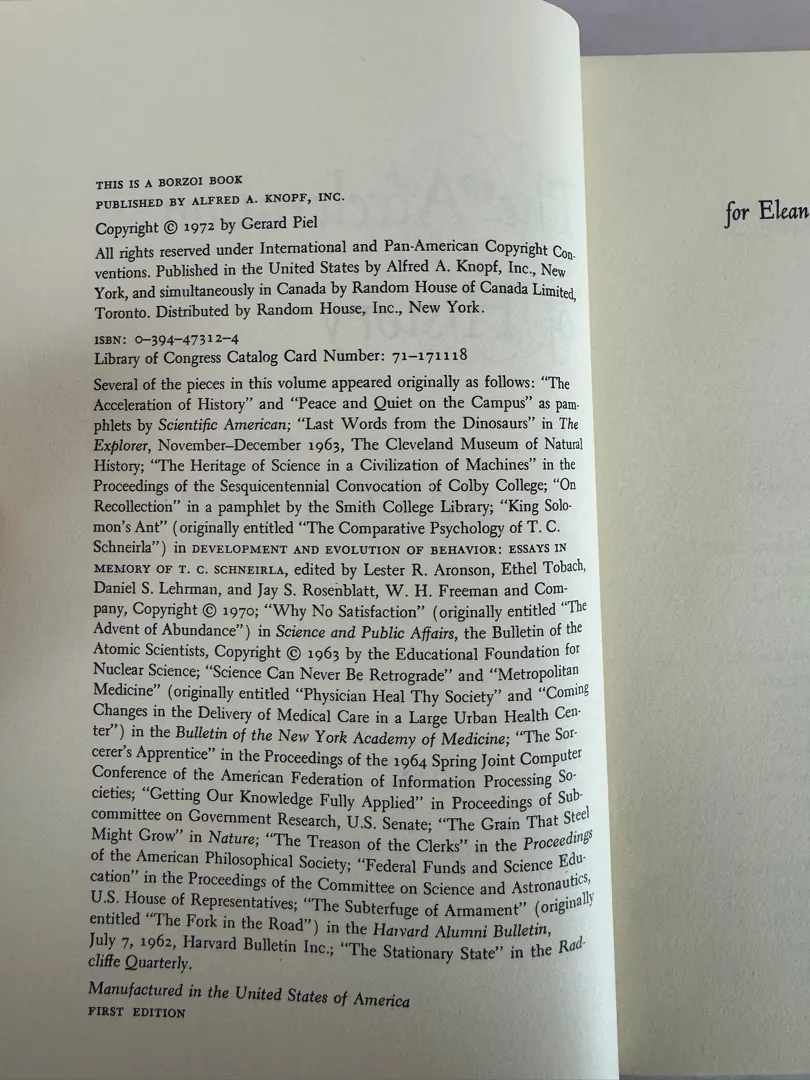 THIS IS A BORZOI BOOK
PUBLISHED BY ALFRED A. KNOPF, INC.
Copyright © 1972 by Gerard Piel
All rights reserved under International and Pan-American Copyright Con-
ventions. Published in the United States by Alfred A. Knopf, Inc., New
York, and simultaneously in Canada by Random House of Canada Limited,
Toronto. Distributed by Random House, Inc., New York.
ISBN: 0–394–47312–4
Library of Congress Catalog Card Number: 71–171118
Several of the pieces in this volume appeared originally as follows: “The
Acceleration of History” and “Peace and Quiet on the Campus” as pam-
phlets by Scientific American; “Last Words from the Dinosaurs” in The
Explorer, November–December 1963, The Cleveland Museum of Natural
History; “The Heritage of Science in a Civilization of Machines” in the
Proceedings of the Sesquicentennial Convocation of Colby College; “On
Recollection” in a pamphlet by the Smith College Library; “King Solo-
mon’s Ant” (originally entitled “The Comparative Psychology of T. C.
Schneirla”) in DEVELOPMENT AND EVOLUTION OF BEHAVIOR: ESSAYS IN
MEMORY OF T. C. SCHNEIRLA, edited by Lester R. Aronson, Ethel Tobach,
Daniel S. Lehrman, and Jay S. Rosenblatt, W. H. Freeman and Com-
pany, Copyright © 1970; “Why No Satisfaction” (originally entitled “The
Advent of Abundance”) in Science and Public Affairs, the Bulletin of the
Atomic Scientists, Copyright © 1963 by the Educational Foundation for
Nuclear Science; “Science Can Never Be Retrograde” and “Metropolitan
Medicine” (originally entitled “Physician Heal Thy Society” and “Coming
Changes in the Delivery of Medical Care in a Large Urban Health Cen-
ter”) in the Bulletin of the New York Academy of Medicine; “The Sor-
cerer’s Apprentice” in the Proceedings of the 1964 Spring Joint Computer
Conference of the American Federation of Information Processing So-
cieties; “Getting Our Knowledge Fully Applied” in Proceedings of Sub-
committee on Government Research, U.S. Senate; “The Grain That Steel
Might Grow” in Nature; “The Treason of the Clerks” in the Proceedings
of the American Philosophical Society; “Federal Funds and Science Edu-
cation” in the Proceedings of the Committee on Science and Astronautics,
U.S. House of Representatives; “The Subterfuge of Armament” (originally
entitled “The Fork in the Road”) in the Harvard Alumni Bulletin,
July 7, 1962, Harvard Bulletin Inc.; “The Stationary State” in the Rad-
cliffe Quarterly.
Manufactured in the United States of America
FIRST EDITION
for Elean